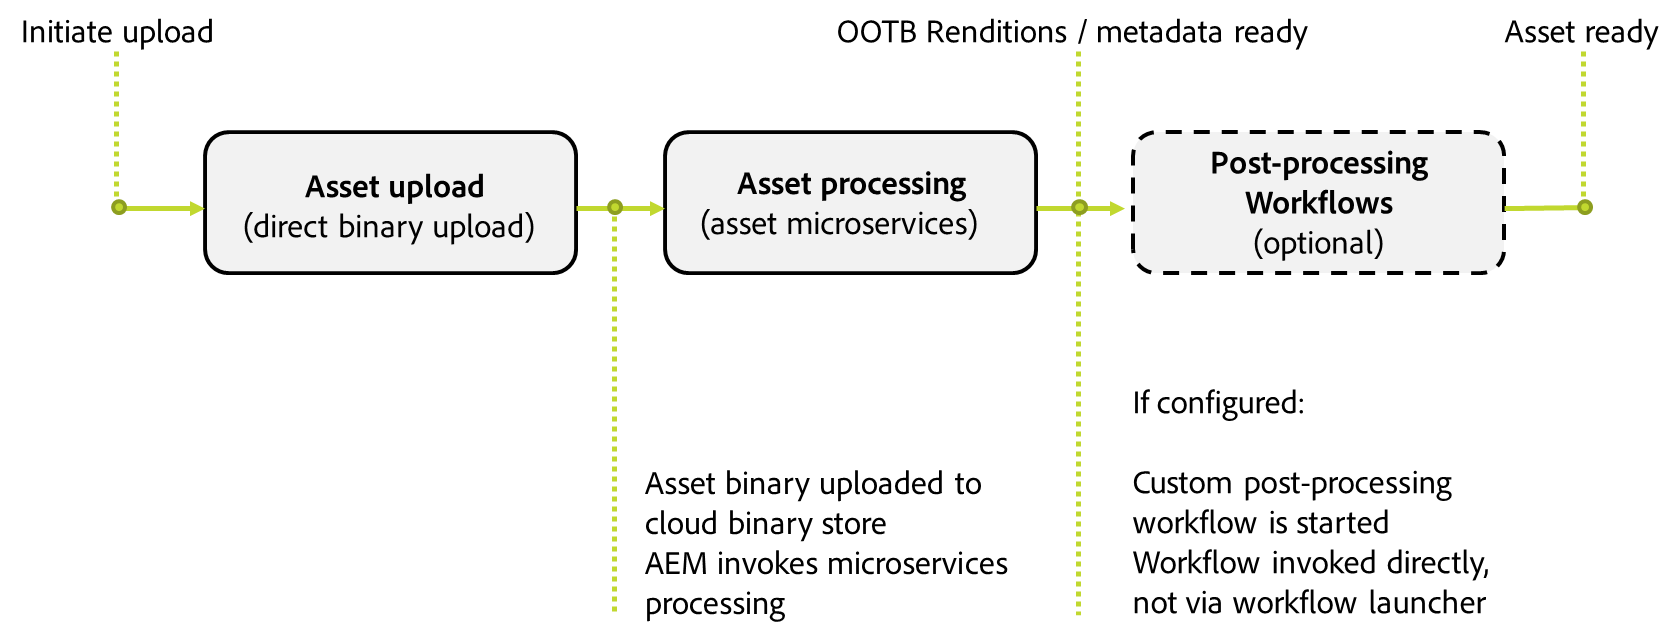 Initiate upload
OOTB Renditions / metadata ready
Asset ready
Asset upload
(direct binary upload)
Asset processing
(asset microservices)
Post-processing
Workflows
(optional)
Asset binary uploaded to
cloud binary store
AEM invokes microservices
processing
If configured:
Custom post-processing
workflow is started
Workflow invoked directly,
not via workflow launcher